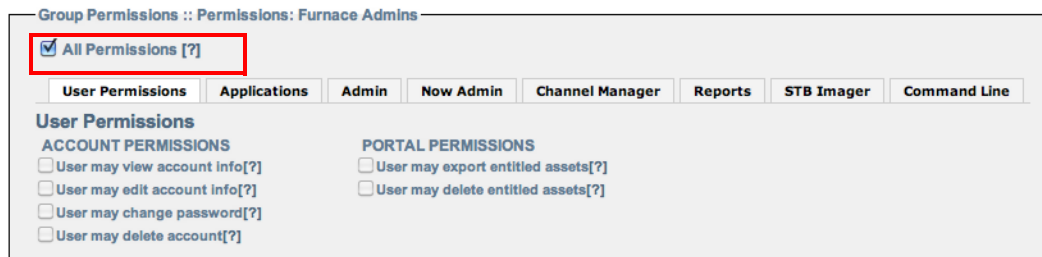 Group Permissions :: Permissions: Furnace Admins
All Permissions [?]
User Permissions Applications Admin Now Admin Channel Manager Reports STB Imager Command Line
User Permissions
ACCOUNT PERMISSIONS PORTAL PERMISSIONS
User may view account info[?] User may export entitled assets[?]
User may edit account info[?] User may delete entitled assets[?]
User may change password[?]
User may delete account[?]